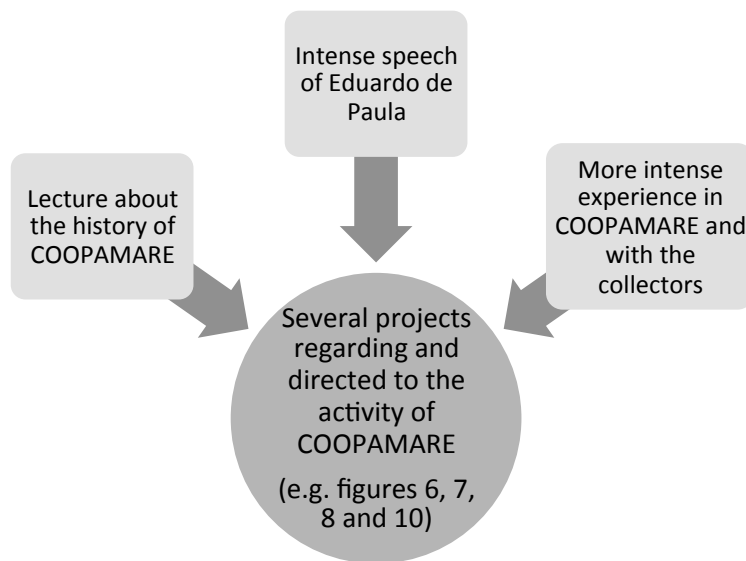 Intense speech
of Eduardo de
Paula
Lecture about
the history of
COOPAMARE
More intense
experience in
COOPAMARE and
with the
collectors
Several projects
regarding and
directed to the
activity of
COOPAMARE
(e.g. figures 6, 7,
8 and 10)